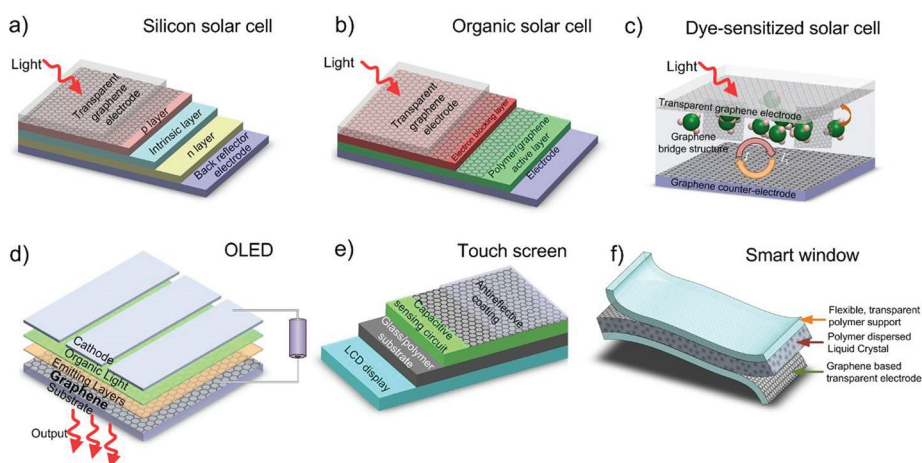 a)
Silicon solar cell
Light
Transparent
graphene
electrode
p layer
Intrinsic layer
n layer
Back reflector
electrode
b)
Organic solar cell
Light
Transparent
graphene
electrode
Electron blocking layer
Polymer/graphene
active layer
Electrode
c)
Dye-sensitized solar cell
Light
Transparent graphene electrode
Graphene
bridge structure
Graphene counter-electrode
d)
OLED
Cathode
Organic Light
Emitting Layers
Graphene
Substrate
Output
e)
Touch screen
Antireflective
coating
Capacitive
sensing circuit
Glass/polymer
substrate
LCD display
f)
Smart window
Flexible, transparent
polymer support
Polymer dispersed
Liquid Crystal
Graphene based
transparent electrode